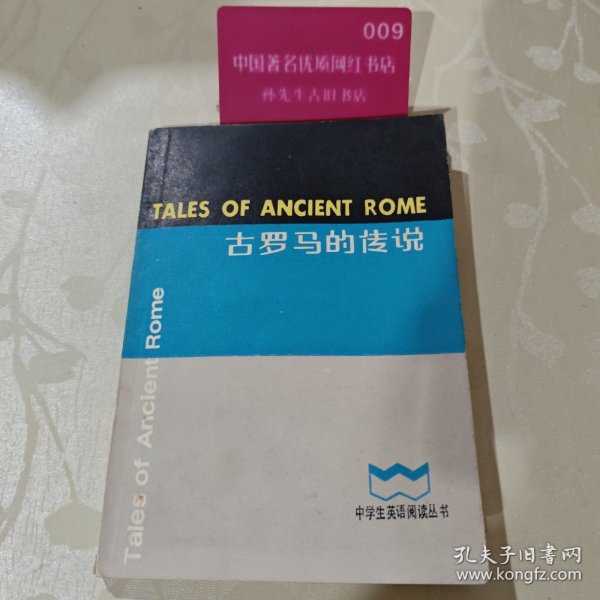 009
中国著名优质网红书店
孙先生古旧书店
TALES OF ANCIENT ROME
古罗马的传说
Tales of Ancient Rome
中学生英语阅读丛书
孔夫子旧书网
www.kongfz.com